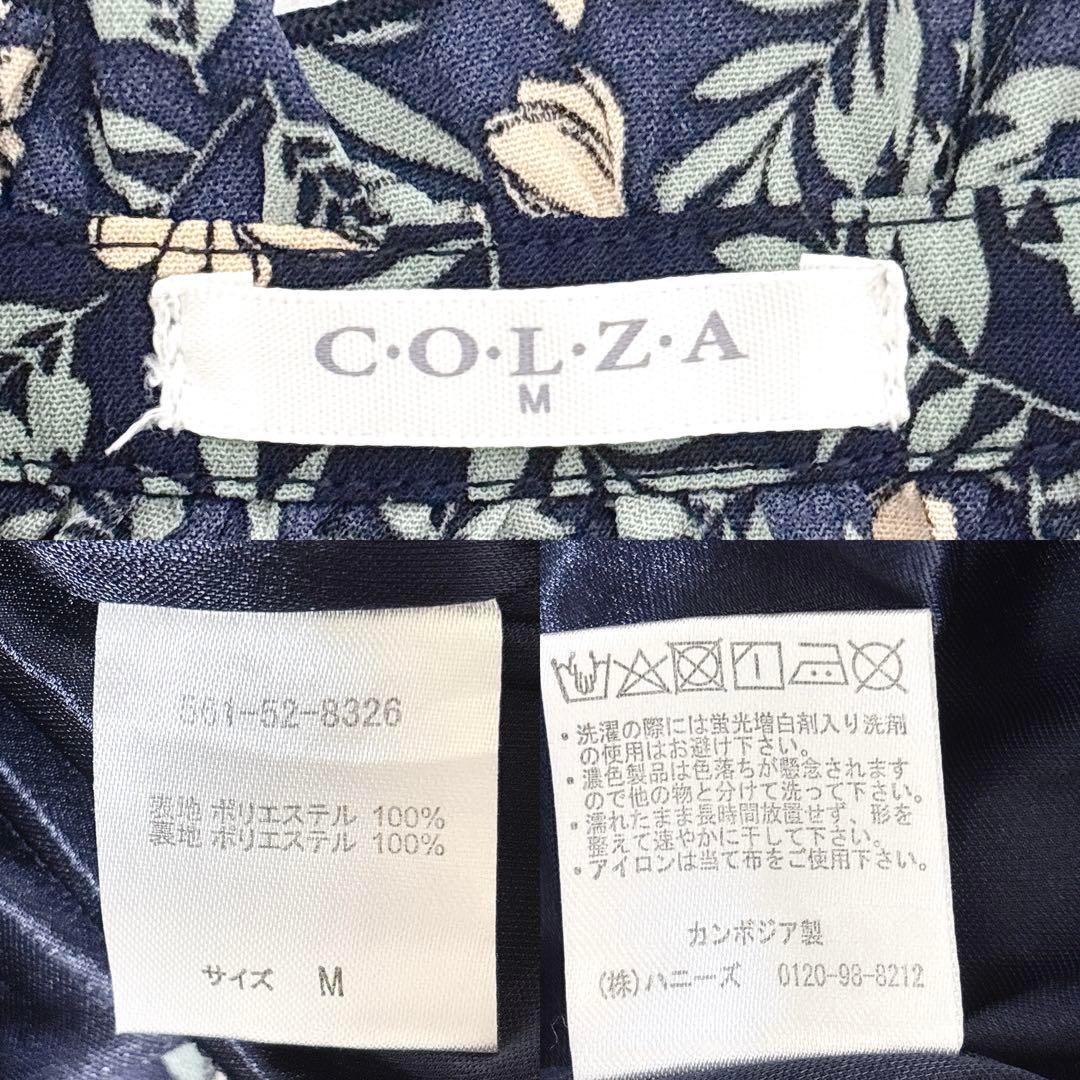 C·O·L·Z·A
M
561-52-8326
表地 ポリエステル 100%
裏地 ポリエステル 100%
サイズ M
・洗濯の際には蛍光増白剤入り洗剤
の使用はお避け下さい。
・濃色製品は色落ちが懸念されます
ので他の物と分けて洗って下さい。
・濡れたまま長時間放置せず、形を
整えて速やかに干して下さい。
・アイロンは当て布をご使用下さい。
カンボジア製
(株)ハニーズ 0120-98-8212